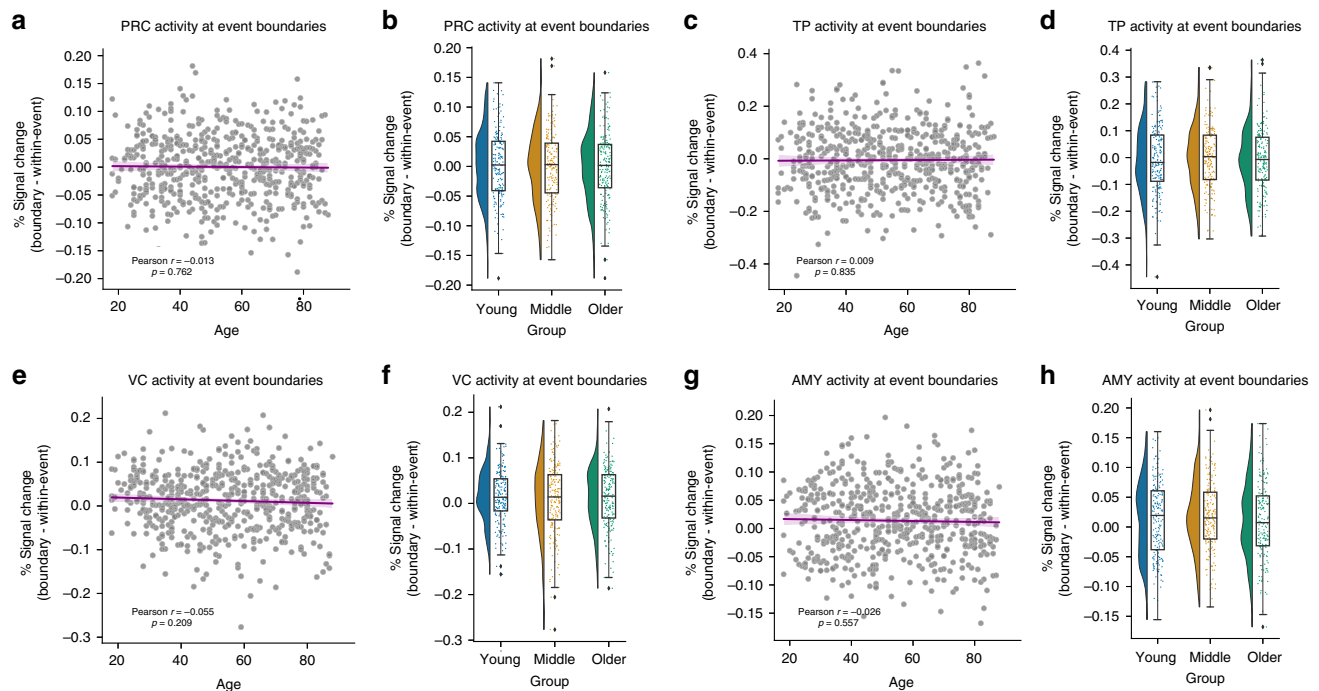 a
PRC activity at event boundaries
% Signal change
(boundary - within-event)
0.20
0.15
0.10
0.05
0.00
–0.05
–0.10
–0.15
–0.20
Pearson r = –0.013
p = 0.762
20 40 60 80
Age
b
PRC activity at event boundaries
% Signal change
(boundary - within-event)
0.20
0.15
0.10
0.05
0.00
–0.05
–0.10
–0.15
–0.20
Young Middle Older
Group
c
TP activity at event boundaries
% Signal change
(boundary - within-event)
0.4
0.2
0.0
–0.2
–0.4
Pearson r = 0.009
p = 0.835
20 40 60 80
Age
d
TP activity at event boundaries
% Signal change
(boundary - within-event)
0.4
0.3
0.2
0.1
0.0
–0.1
–0.2
–0.3
–0.4
Young Middle Older
Group
e
VC activity at event boundaries
% Signal change
(boundary - within-event)
0.2
0.1
0.0
–0.1
–0.2
–0.3
Pearson r = –0.055
p = 0.209
20 40 60 80
Age
f
VC activity at event boundaries
% Signal change
(boundary - within-event)
0.2
0.1
0.0
–0.1
–0.2
–0.3
Young Middle Older
Group
g
AMY activity at event boundaries
% Signal change
(boundary - within-event)
0.20
0.15
0.10
0.05
0.00
–0.05
–0.10
–0.15
Pearson r = –0.026
p = 0.557
20 40 60 80
Age
h
AMY activity at event boundaries
% Signal change
(boundary - within-event)
0.20
0.15
0.10
0.05
0.00
–0.05
–0.10
–0.15
Young Middle Older
Group